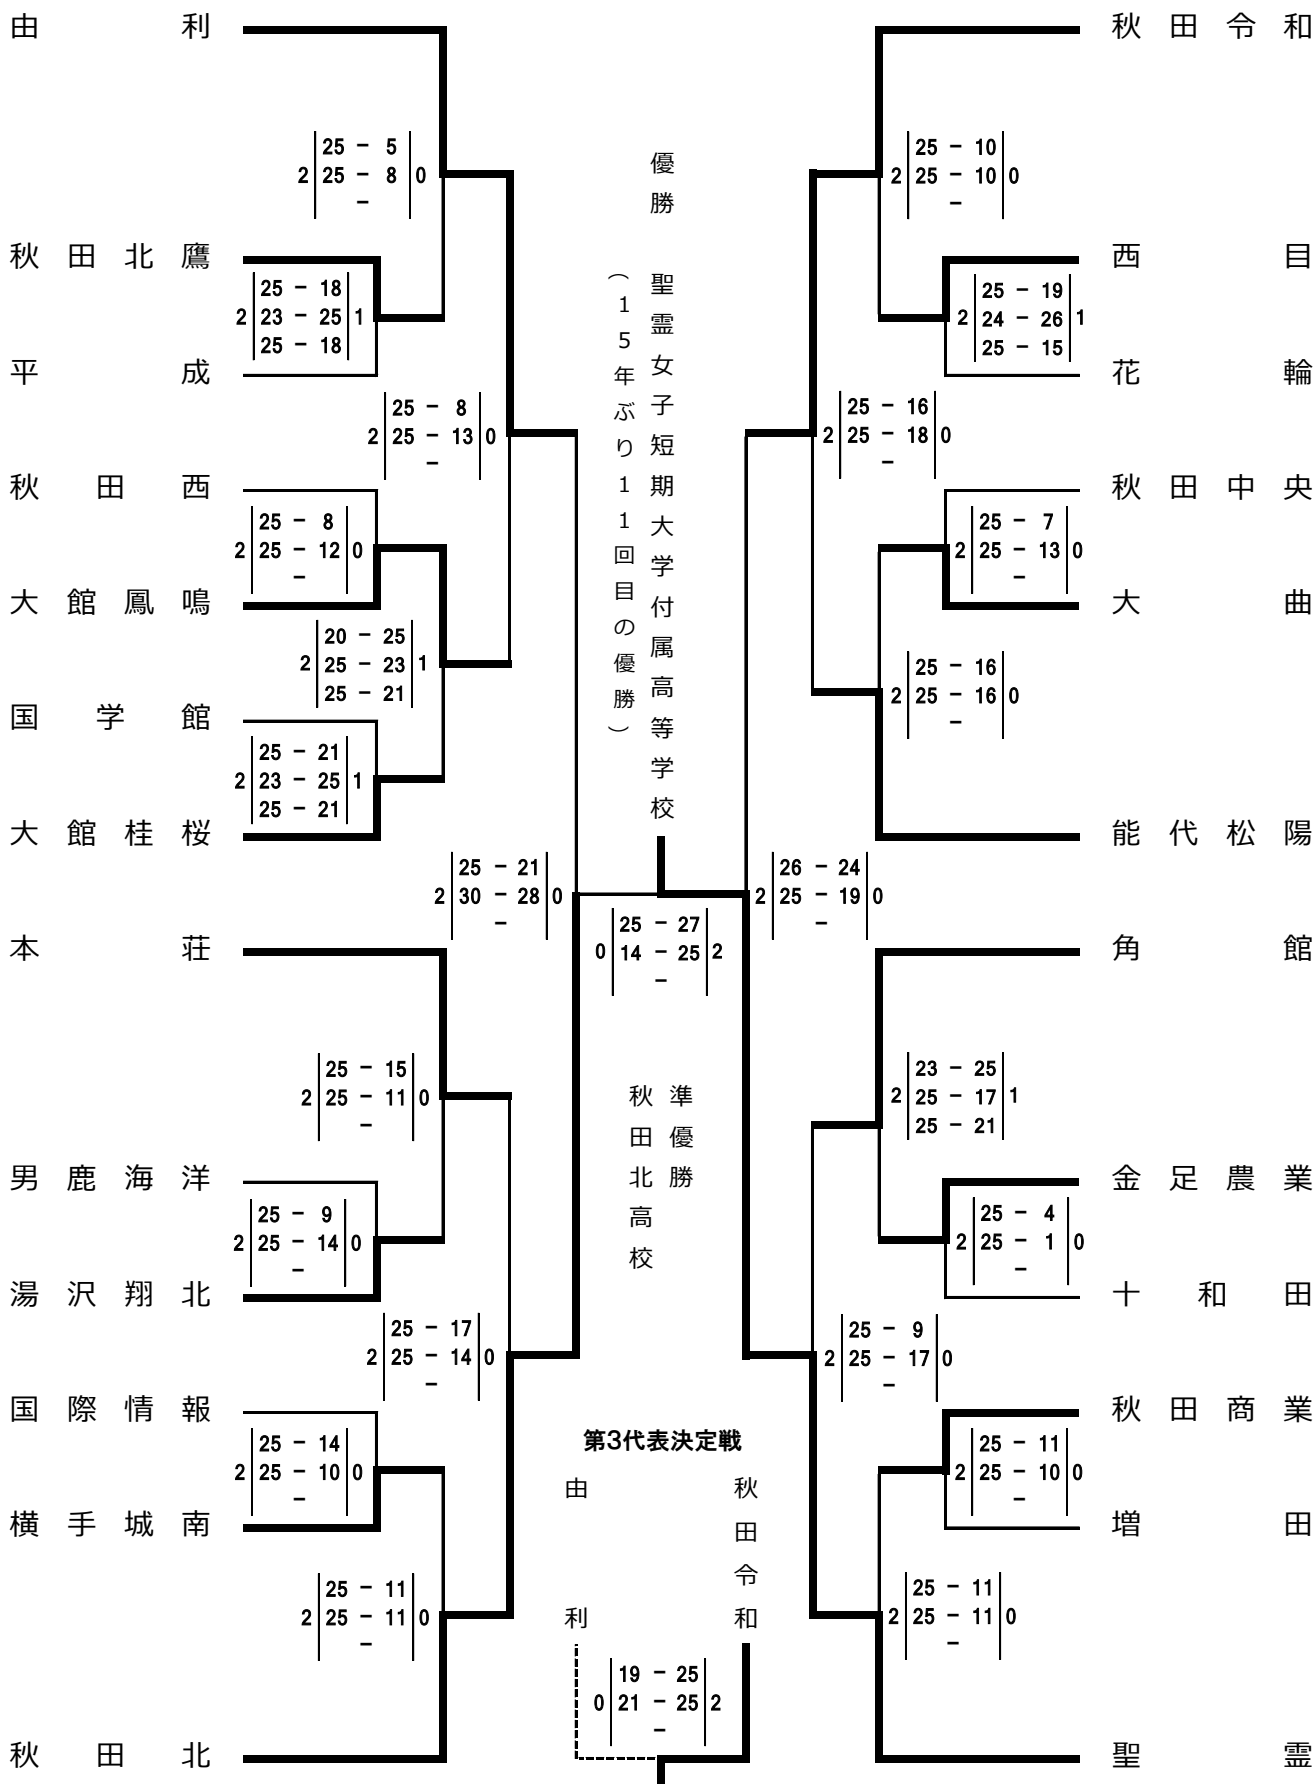 由利
25 - 5
2 25 - 8 0
-
秋田北鷹
25 - 18
2 23 - 25 1
25 - 18
平成
25 - 8
2 25 - 13 0
-
秋田西
25 - 8
2 25 - 12 0
-
大館鳳鳴
20 - 25
2 25 - 23 1
25 - 21
国学館
25 - 21
2 23 - 25 1
25 - 21
大館桂桜
25 - 21
2 30 - 28 0
-
本荘
25 - 15
2 25 - 11 0
-
男鹿海洋
25 - 9
2 25 - 14 0
-
湯沢翔北
25 - 17
2 25 - 14 0
-
国際情報
25 - 14
2 25 - 10 0
-
横手城南
25 - 11
2 25 - 11 0
-
秋田北
優勝 聖霊女子短期大学付属高等学校
(15年ぶり11回目の優勝)
25 - 27
0 14 - 25 2
-
準優勝
秋田北高校
第3代表決定戦
由利
秋田令和
19 - 25
0 21 - 25 2
-
秋田令和
25 - 10
2 25 - 10 0
-
西目
25 - 19
2 24 - 26 1
25 - 15
花輪
25 - 16
2 25 - 18 0
-
秋田中央
25 - 7
2 25 - 13 0
-
大曲
25 - 16
2 25 - 16 0
-
能代松陽
26 - 24
2 25 - 19 0
-
角館
23 - 25
2 25 - 17 1
25 - 21
金足農業
25 - 4
2 25 - 1 0
-
十和田
25 - 9
2 25 - 17 0
-
秋田商業
25 - 11
2 25 - 10 0
-
増田
25 - 11
2 25 - 11 0
-
聖霊